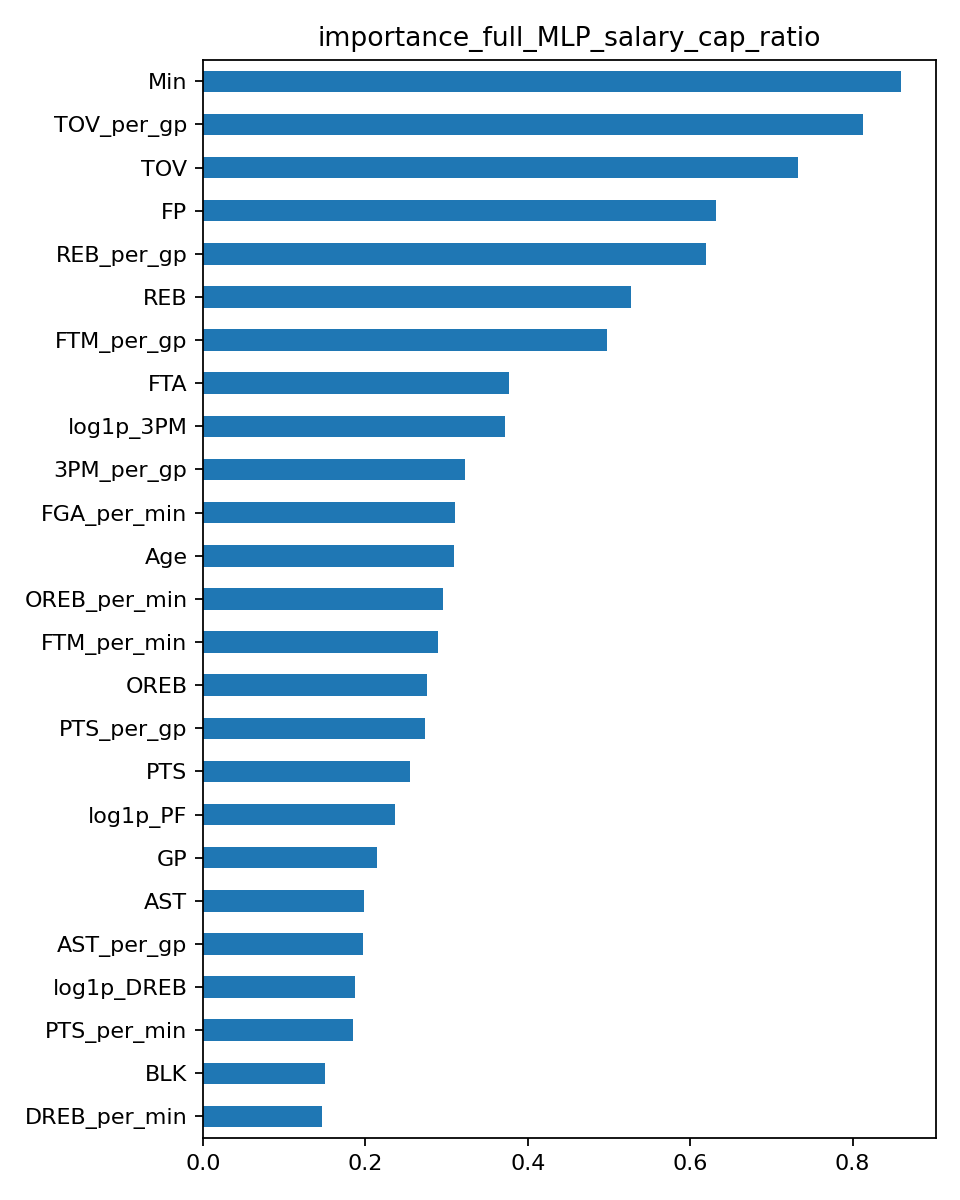 importance_full_MLP_salary_cap_ratio
Min
TOV_per_gp
TOV
FP
REB_per_gp
REB
FTM_per_gp
FTA
log1p_3PM
3PM_per_gp
FGA_per_min
Age
OREB_per_min
FTM_per_min
OREB
PTS_per_gp
PTS
log1p_PF
GP
AST
AST_per_gp
log1p_DREB
PTS_per_min
BLK
DREB_per_min
0.0 0.2 0.4 0.6 0.8